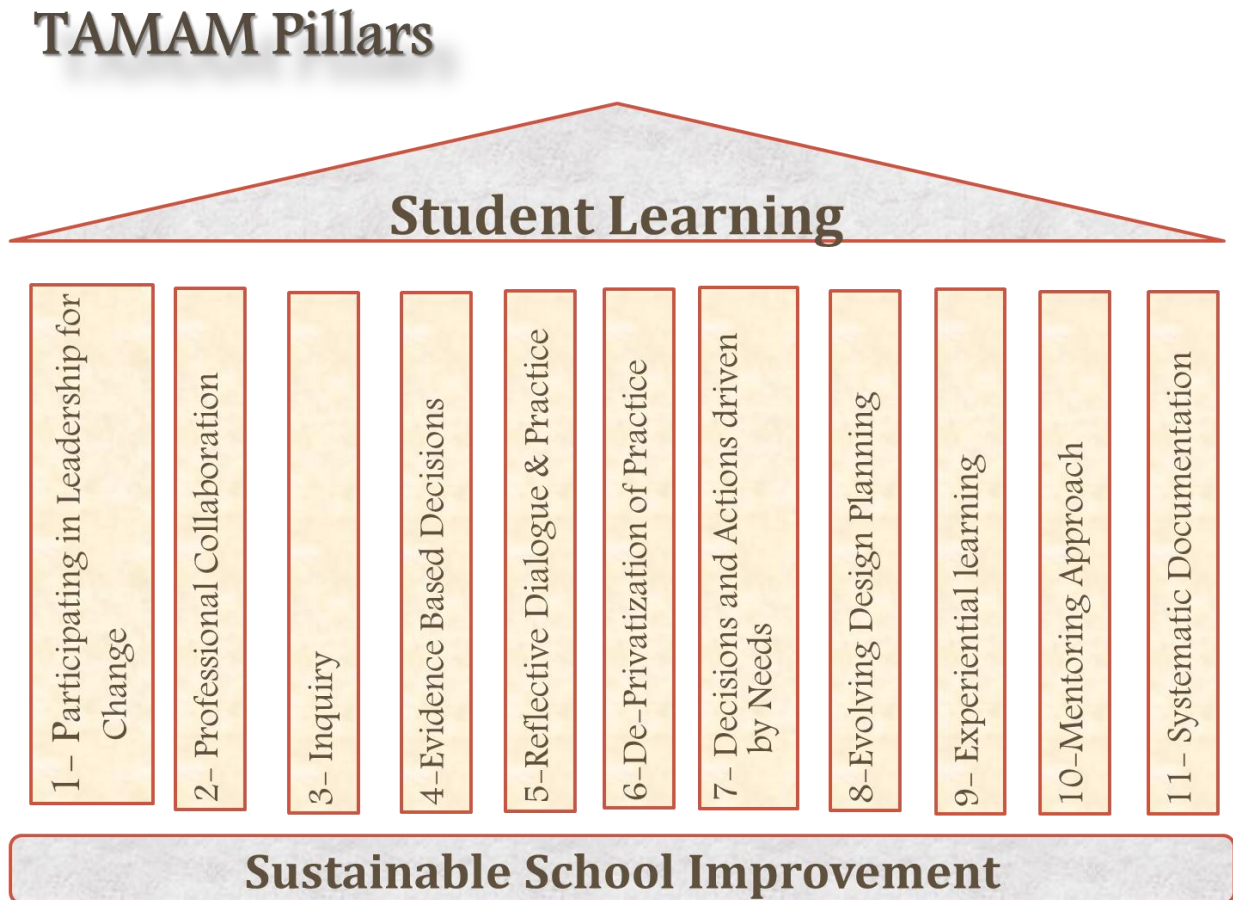 TAMAM Pillars
Student Learning
1– Participating in Leadership for
Change
2– Professional Collaboration
3– Inquiry
4–Evidence Based Decisions
5–Reflective Dialogue & Practice
6–De–Privatization of Practice
7– Decisions and Actions driven
by Needs
8–Evolving Design Planning
9– Experiential learning
10–Mentoring Approach
11– Systematic Documentation
Sustainable School Improvement